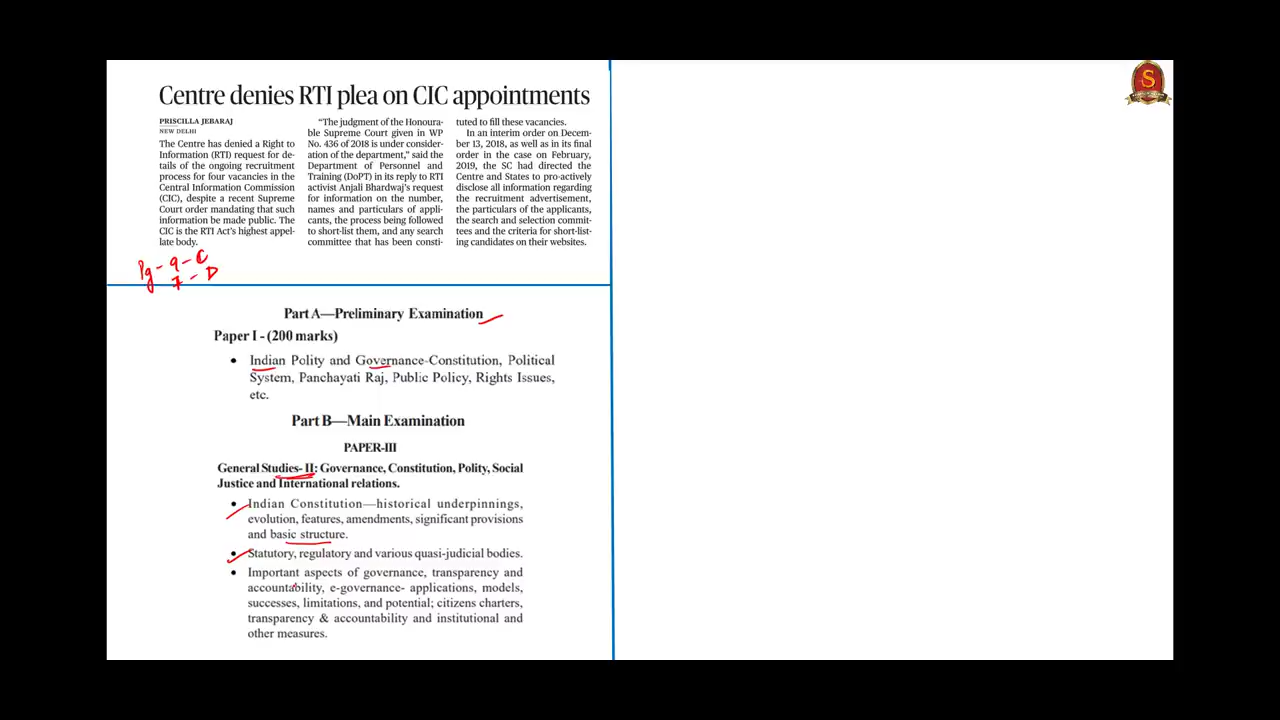 Centre denies RTI plea on CIC appointments
PRISCILLA JEBARAJ
NEW DELHI
The Centre has denied a Right to
Information (RTI) request for de-
tails of the ongoing recruitment
process for four vacancies in the
Central Information Commission
(CIC), despite a recent Supreme
Court order mandating that such
information be made public. The
CIC is the RTI Act's highest appel-
late body.
“The judgment of the Honoura-
ble Supreme Court given in WP
No. 436 of 2018 is under consider-
ation of the department,” said the
Department of Personnel and
Training (DoPT) in its reply to RTI
activist Anjali Bhardwaj's request
for information on the number,
names and particulars of appli-
cants, the process being followed
to short-list them, and any search
committee that has been consti-
tuted to fill these vacancies.
In an interim order on Decem-
ber 13, 2018, as well as in its final
order in the case on February,
2019, the SC had directed the
Centre and States to pro-actively
disclose all information regarding
the recruitment advertisement,
the particulars of the applicants,
the search and selection commit-
tees and the criteria for short-list-
ing candidates on their websites.
Pg - 9 - C
7 - D
Part A—Preliminary Examination
Paper I - (200 marks)
• Indian Polity and Governance-Constitution, Political
System, Panchayati Raj, Public Policy, Rights Issues,
etc.
Part B—Main Examination
PAPER-III
General Studies- II: Governance, Constitution, Polity, Social
Justice and International relations.
• Indian Constitution—historical underpinnings,
evolution, features, amendments, significant provisions
and basic structure.
• Statutory, regulatory and various quasi-judicial bodies.
• Important aspects of governance, transparency and
accountability, e-governance- applications, models,
successes, limitations, and potential; citizens charters,
transparency & accountability and institutional and
other measures.
S